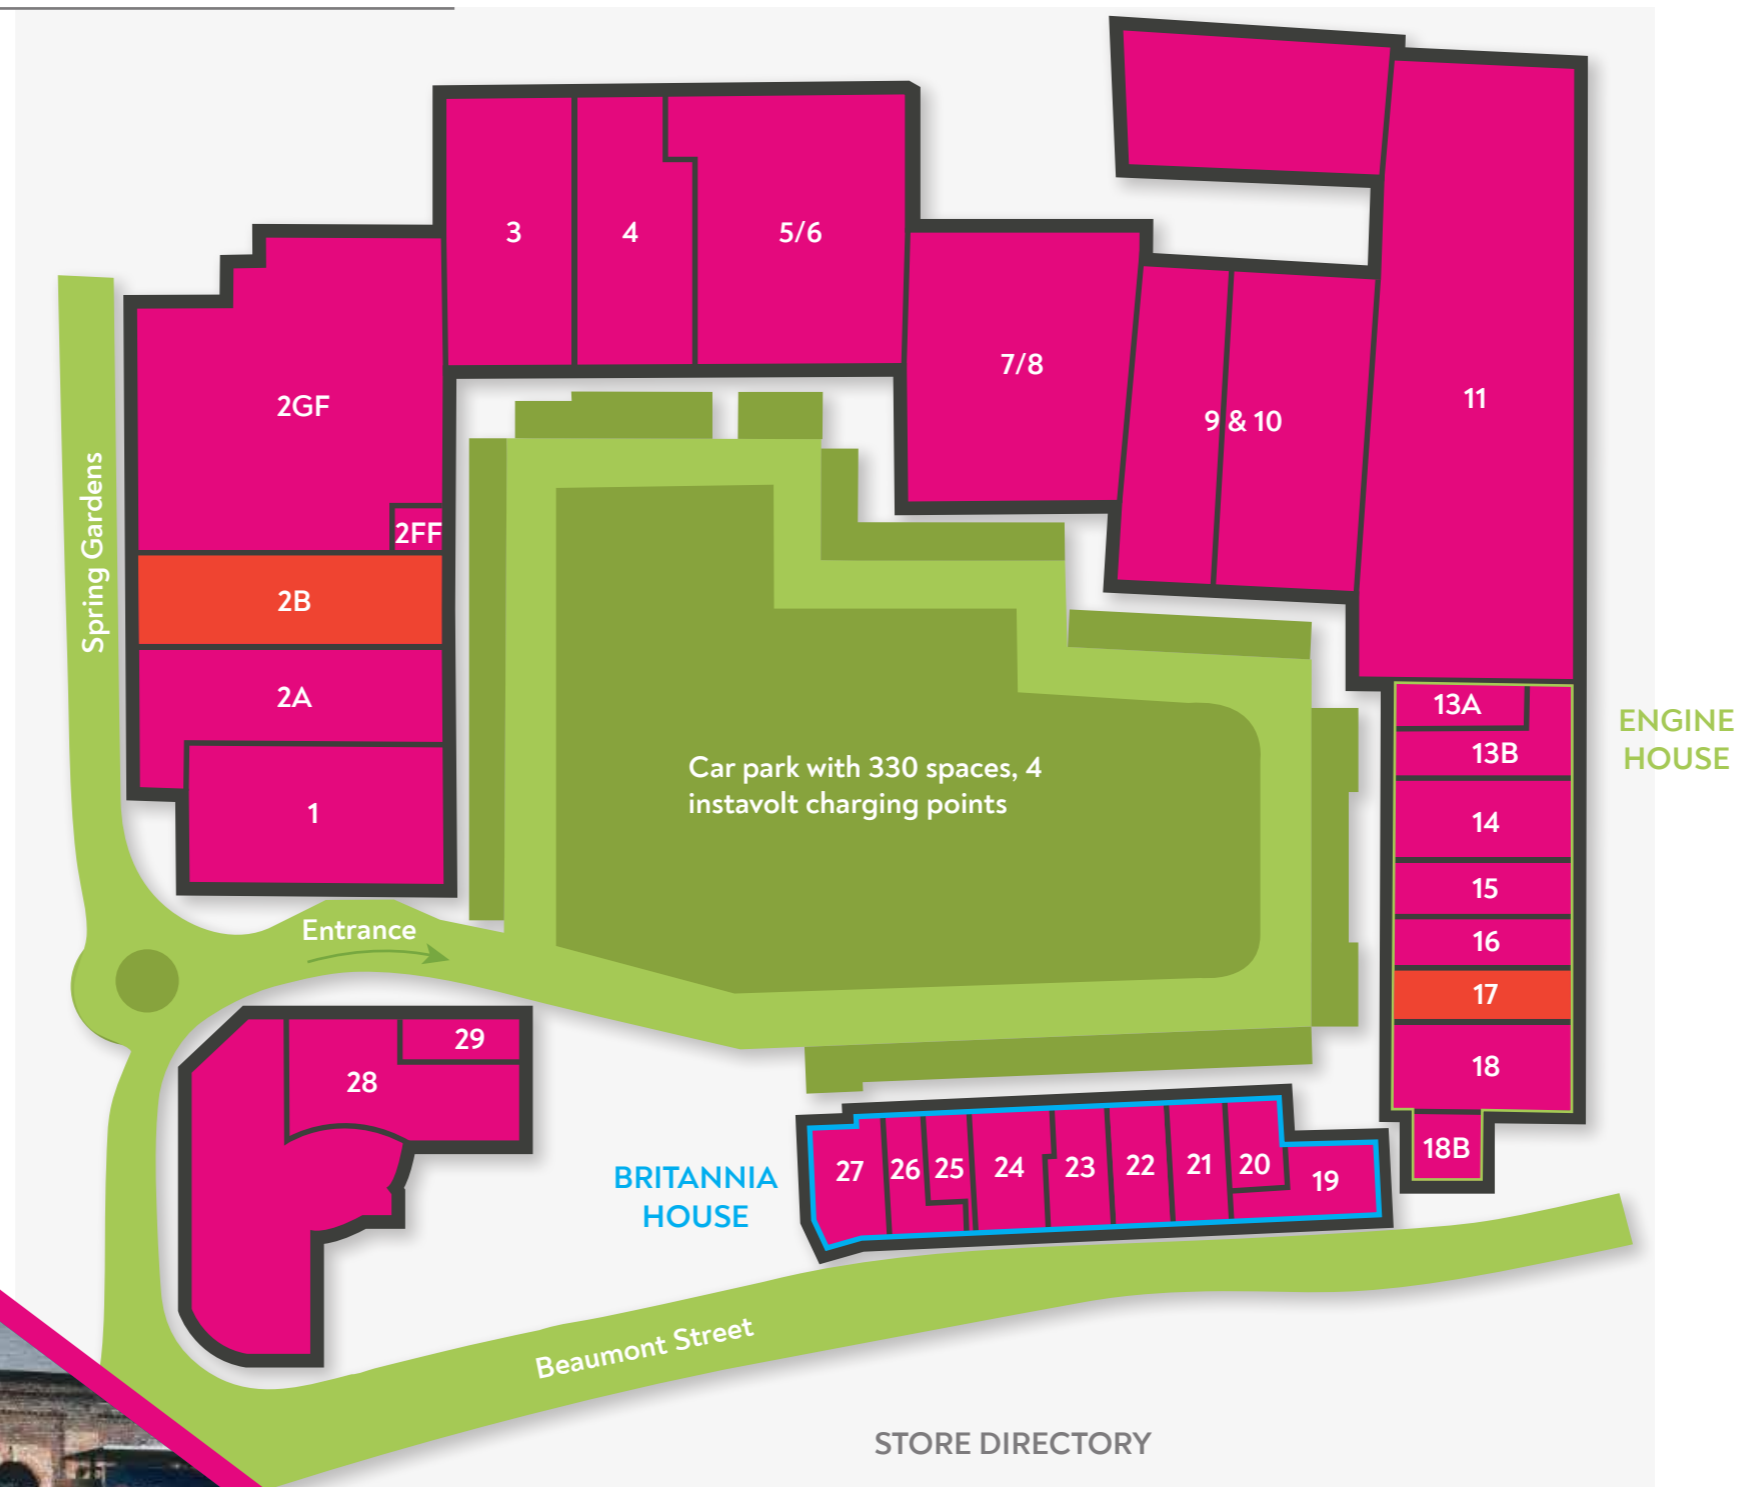 3
4
5/6
7/8
9 & 10
11
2GF
2FF
2B
2A
1
Spring Gardens
Car park with 330 spaces, 4
instavolt charging points
Entrance
13A
13B
14
15
16
17
18
18B
ENGINE
HOUSE
29
28
BRITANNIA
HOUSE
27
26
25
24
23
22
21
20
19
Beaumont Street
STORE DIRECTORY